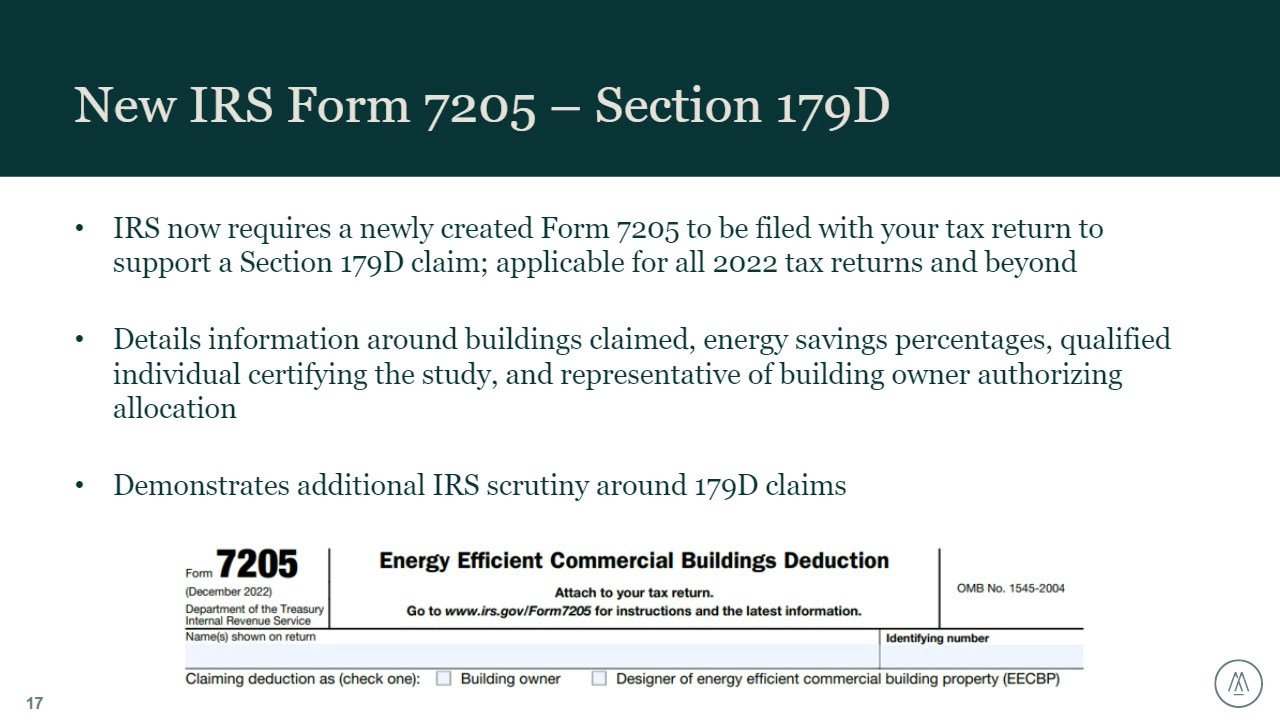 New IRS Form 7205 – Section 179D
• IRS now requires a newly created Form 7205 to be filed with your tax return to
support a Section 179D claim; applicable for all 2022 tax returns and beyond
• Details information around buildings claimed, energy savings percentages, qualified
individual certifying the study, and representative of building owner authorizing
allocation
• Demonstrates additional IRS scrutiny around 179D claims
Form 7205
(December 2022)
Department of the Treasury
Internal Revenue Service
Energy Efficient Commercial Buildings Deduction
Attach to your tax return.
Go to www.irs.gov/Form7205 for instructions and the latest information.
OMB No. 1545-2004
Name(s) shown on return
Identifying number
Claiming deduction as (check one): Building owner Designer of energy efficient commercial building property (EECBP)
17